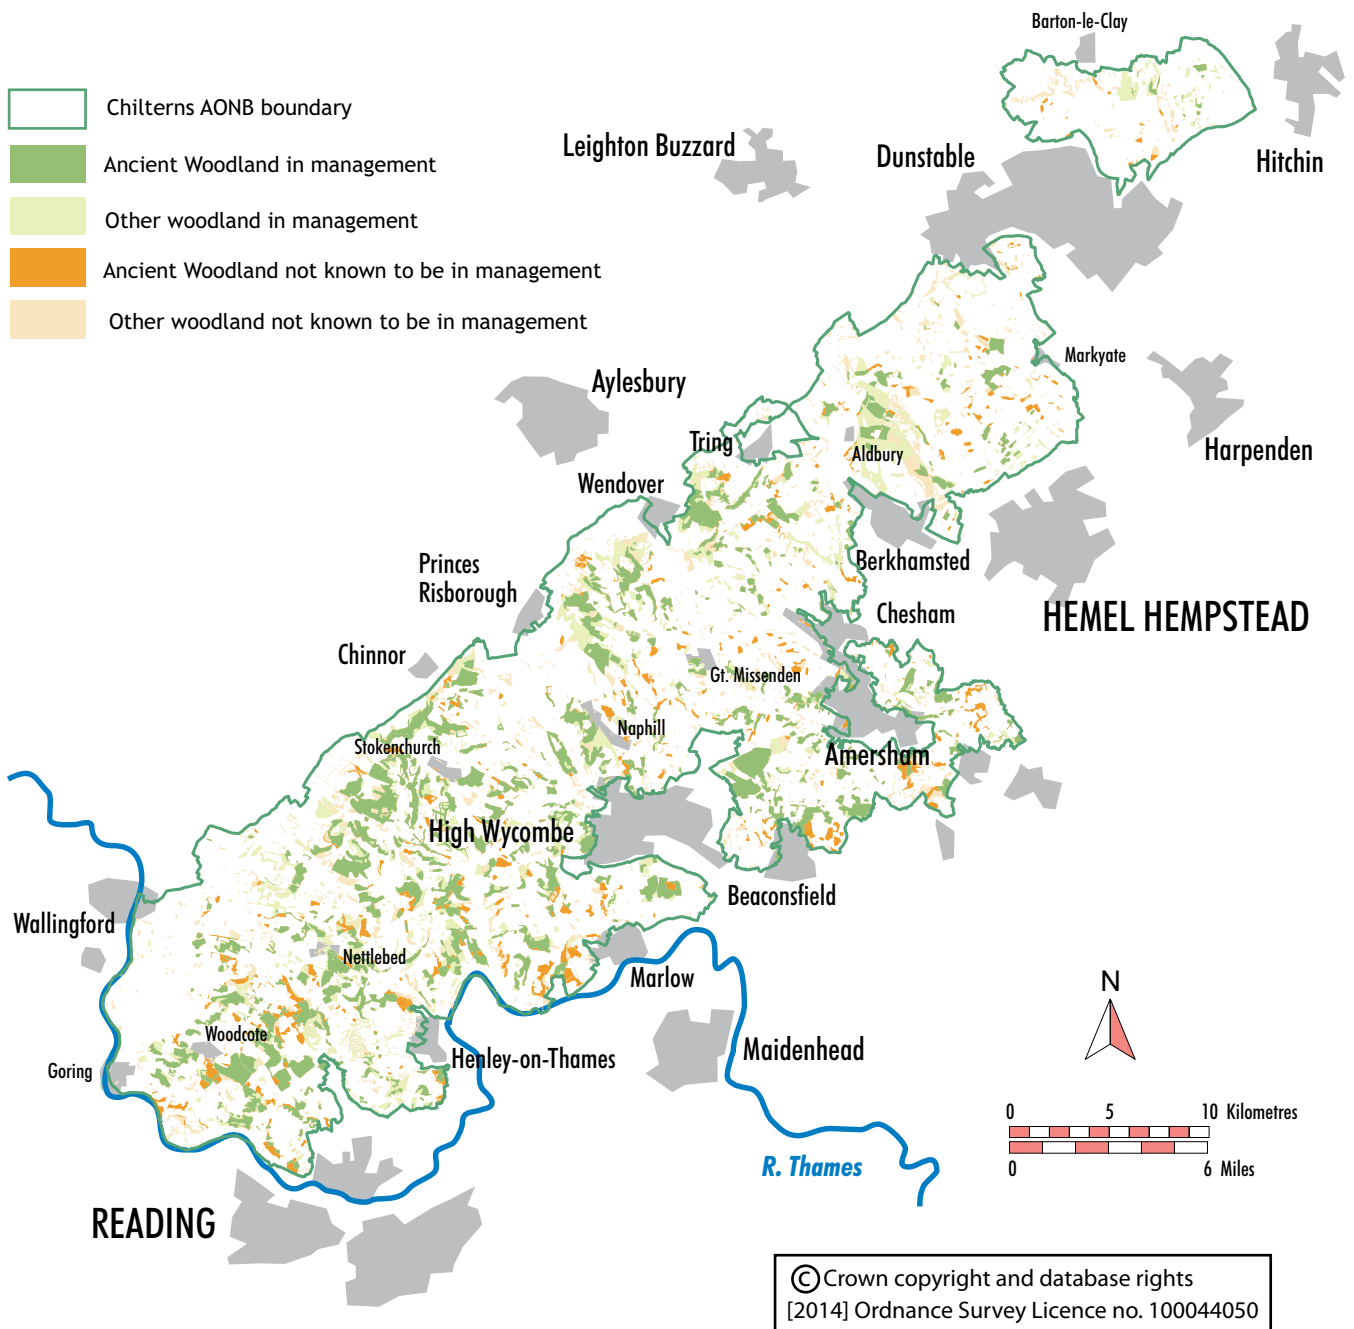 Barton-le-Clay
Chilterns AONB boundary
Leighton Buzzard
Dunstable
Hitchin
Ancient Woodland in management
Other woodland in management
Ancient Woodland not known to be in management
Other woodland not known to be in management
Markyate
Aylesbury
Tring
Aldbury
Harpenden
Wendover
Berkhamsted
Princes
Risborough
Chesham
HEMEL HEMPSTEAD
Chinnor
Gt. Missenden
Naphill
Stokenchurch
Amersham
High Wycombe
Beaconsfield
Wallingford
Nettlebed
Marlow
N
Woodcote
Henley-on-Thames
Maidenhead
Goring
0 5 10 Kilometres
0 6 Miles
R. Thames
READING
© Crown copyright and database rights
[2014] Ordnance Survey Licence no. 100044050